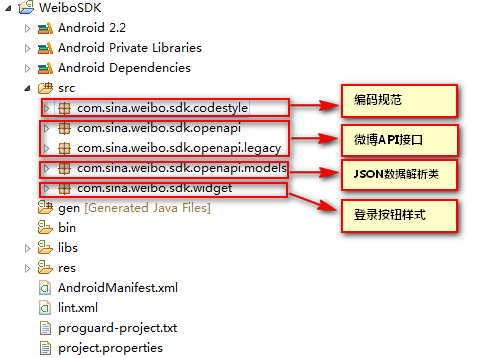 WeiboSDK
Android 2.2
Android Private Libraries
Android Dependencies
src
com.sina.weibo.sdk.codestyle
编码规范
com.sina.weibo.sdk.openapi
com.sina.weibo.sdk.openapi.legacy
微博API接口
com.sina.weibo.sdk.openapi.models
JSON数据解析类
com.sina.weibo.sdk.widget
登录按钮样式
gen [Generated Java Files]
bin
libs
res
AndroidManifest.xml
lint.xml
proguard-project.txt
project.properties